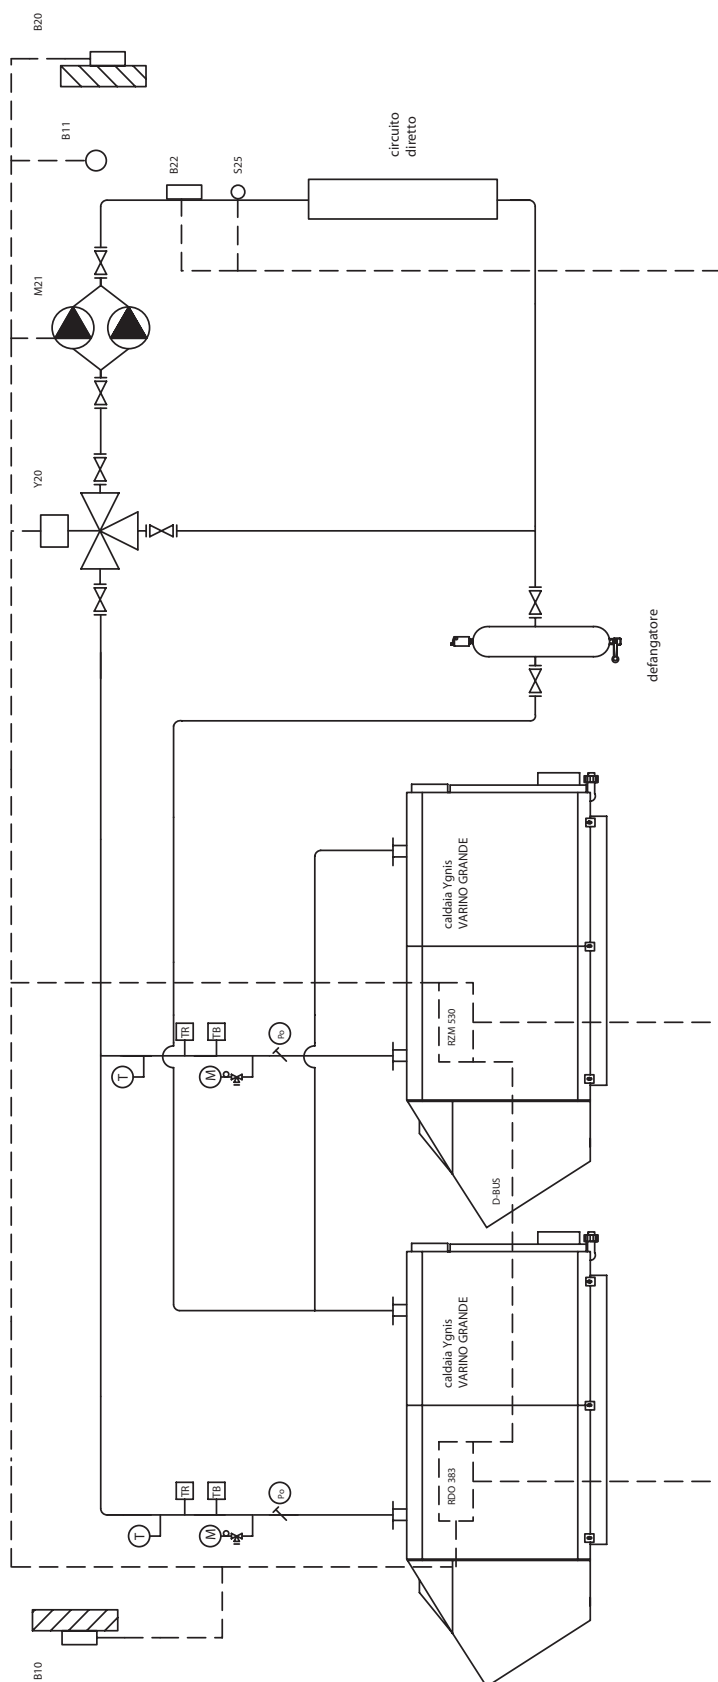 B20
B11
B22
S25
circuito
diretto
M21
Y20
defangatore
caldaia Ygnis
VARINO GRANDE
RZM 530
TR
TB
Po
T
M
D-BUS
caldaia Ygnis
VARINO GRANDE
RDO 383
TR
TB
Po
T
M
B10